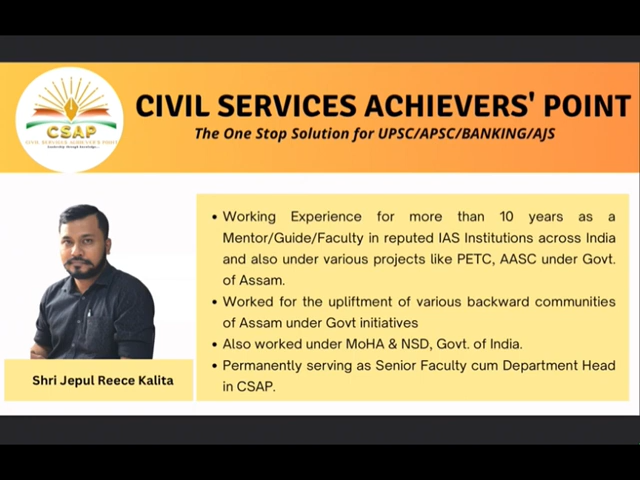 CIVIL SERVICES ACHIEVERS' POINT
The One Stop Solution for UPSC/APSC/BANKING/AJS
CSAP
CIVIL SERVICES ACHIEVER'S POINT
• Working Experience for more than 10 years as a
Mentor/Guide/Faculty in reputed IAS Institutions across India
and also under various projects like PETC, AASC under Govt.
of Assam.
• Worked for the upliftment of various backward communities
of Assam under Govt initiatives
• Also worked under MoHA & NSD, Govt. of India.
• Permanently serving as Senior Faculty cum Department Head
in CSAP.
Shri Jepul Reece Kalita